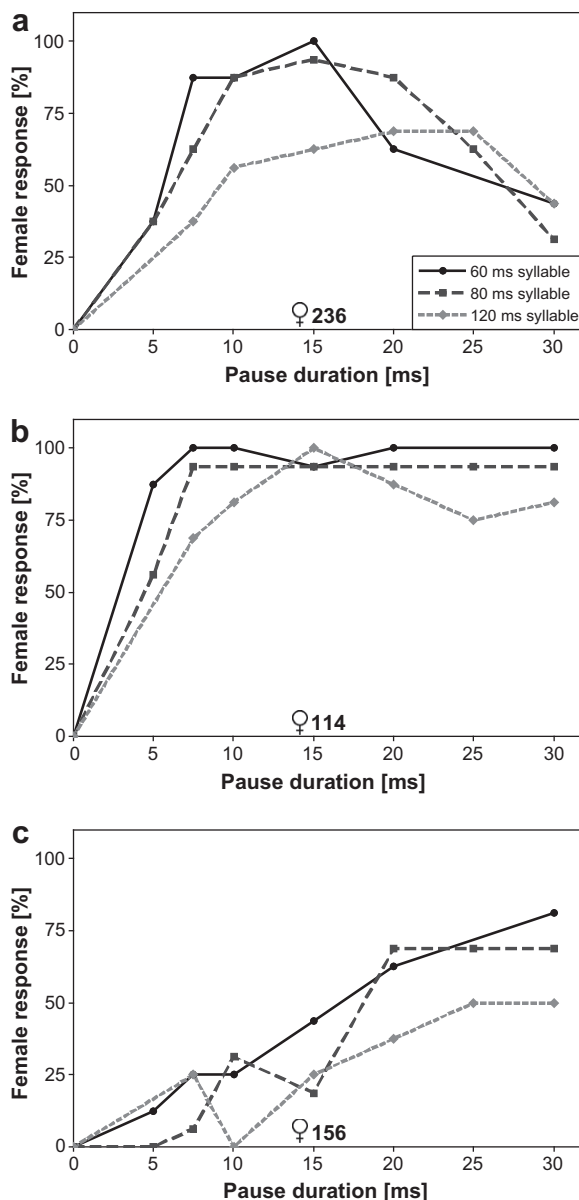 a
100
75
50
25
0
Female response [%]
60 ms syllable
80 ms syllable
120 ms syllable
♀236
0 5 10 15 20 25 30
Pause duration [ms]
b
100
75
50
25
0
Female response [%]
♀114
0 5 10 15 20 25 30
Pause duration [ms]
c
100
75
50
25
0
Female response [%]
♀156
0 5 10 15 20 25 30
Pause duration [ms]